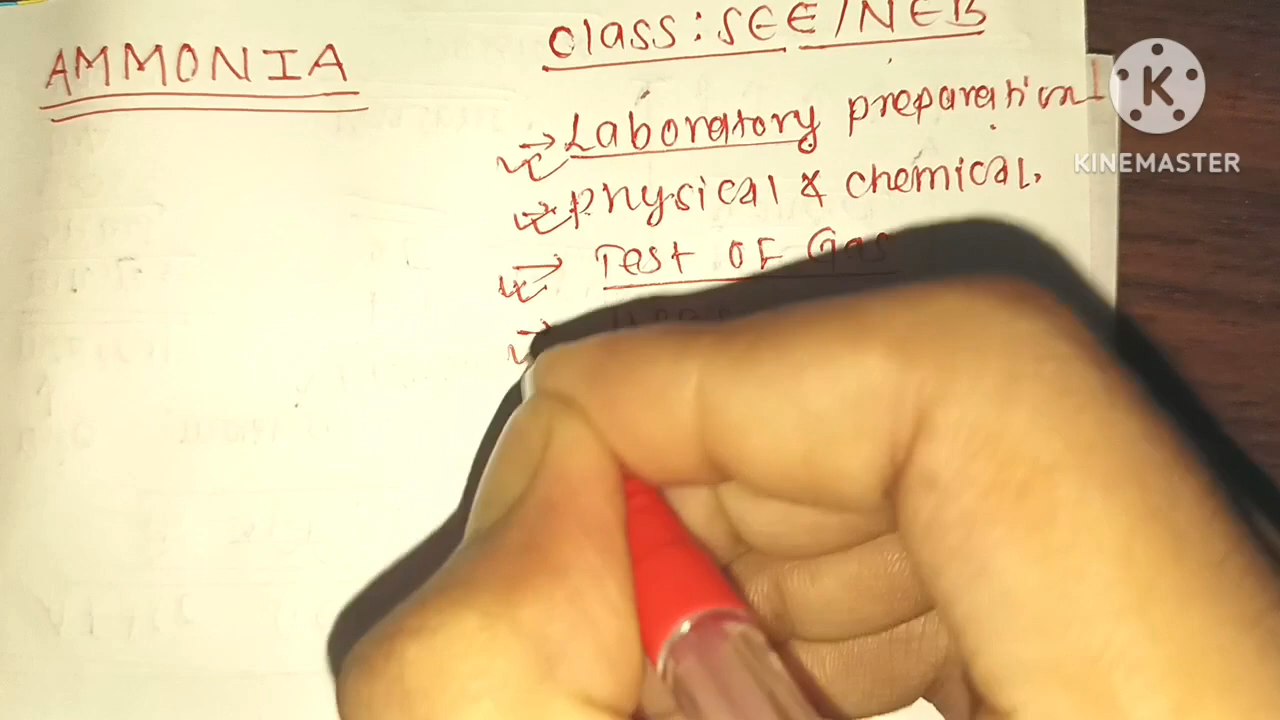 AMMONIA
class: SEE/NEB
Laboratory preparation
physical & chemical.
Test OF Gas
K
KINEMASTER